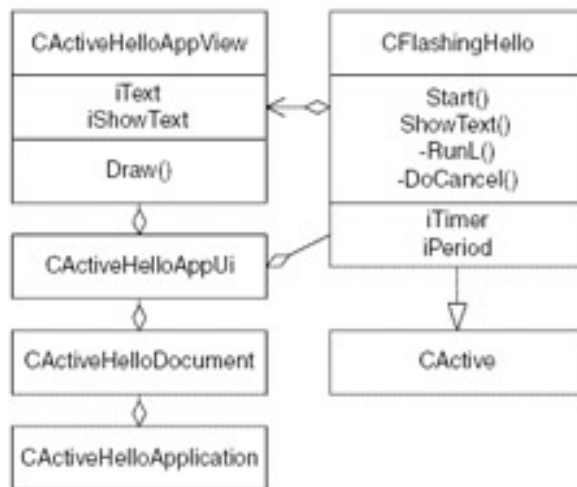 CActiveHelloAppView
iText
iShowText
Draw()
CActiveHelloAppUi
CActiveHelloDocument
CActiveHelloApplication
CFlashingHello
Start()
ShowText()
-RunL()
-DoCancel()
iTimer
iPeriod
CActive